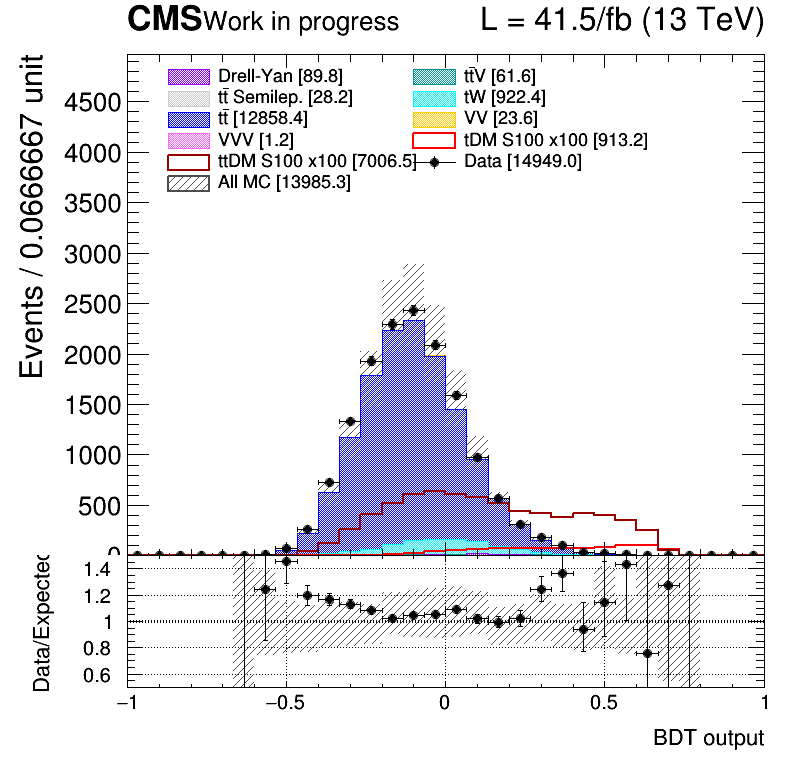 CMS Work in progress L = 41.5/fb (13 TeV)
Events / 0.0666667 unit
Drell-Yan [89.8] tt̄V [61.6]
tt̄ Semilep. [28.2] tW [922.4]
tt̄ [12858.4] VV [23.6]
VVV [1.2] tDM S100 x100 [913.2]
ttDM S100 x100 [7006.5] Data [14949.0]
All MC [13985.3]
4500
4000
3500
3000
2500
2000
1500
1000
500
0
Data/Expected
1.4
1.2
1
0.8
0.6
−1 −0.5 0 0.5 1
BDT output